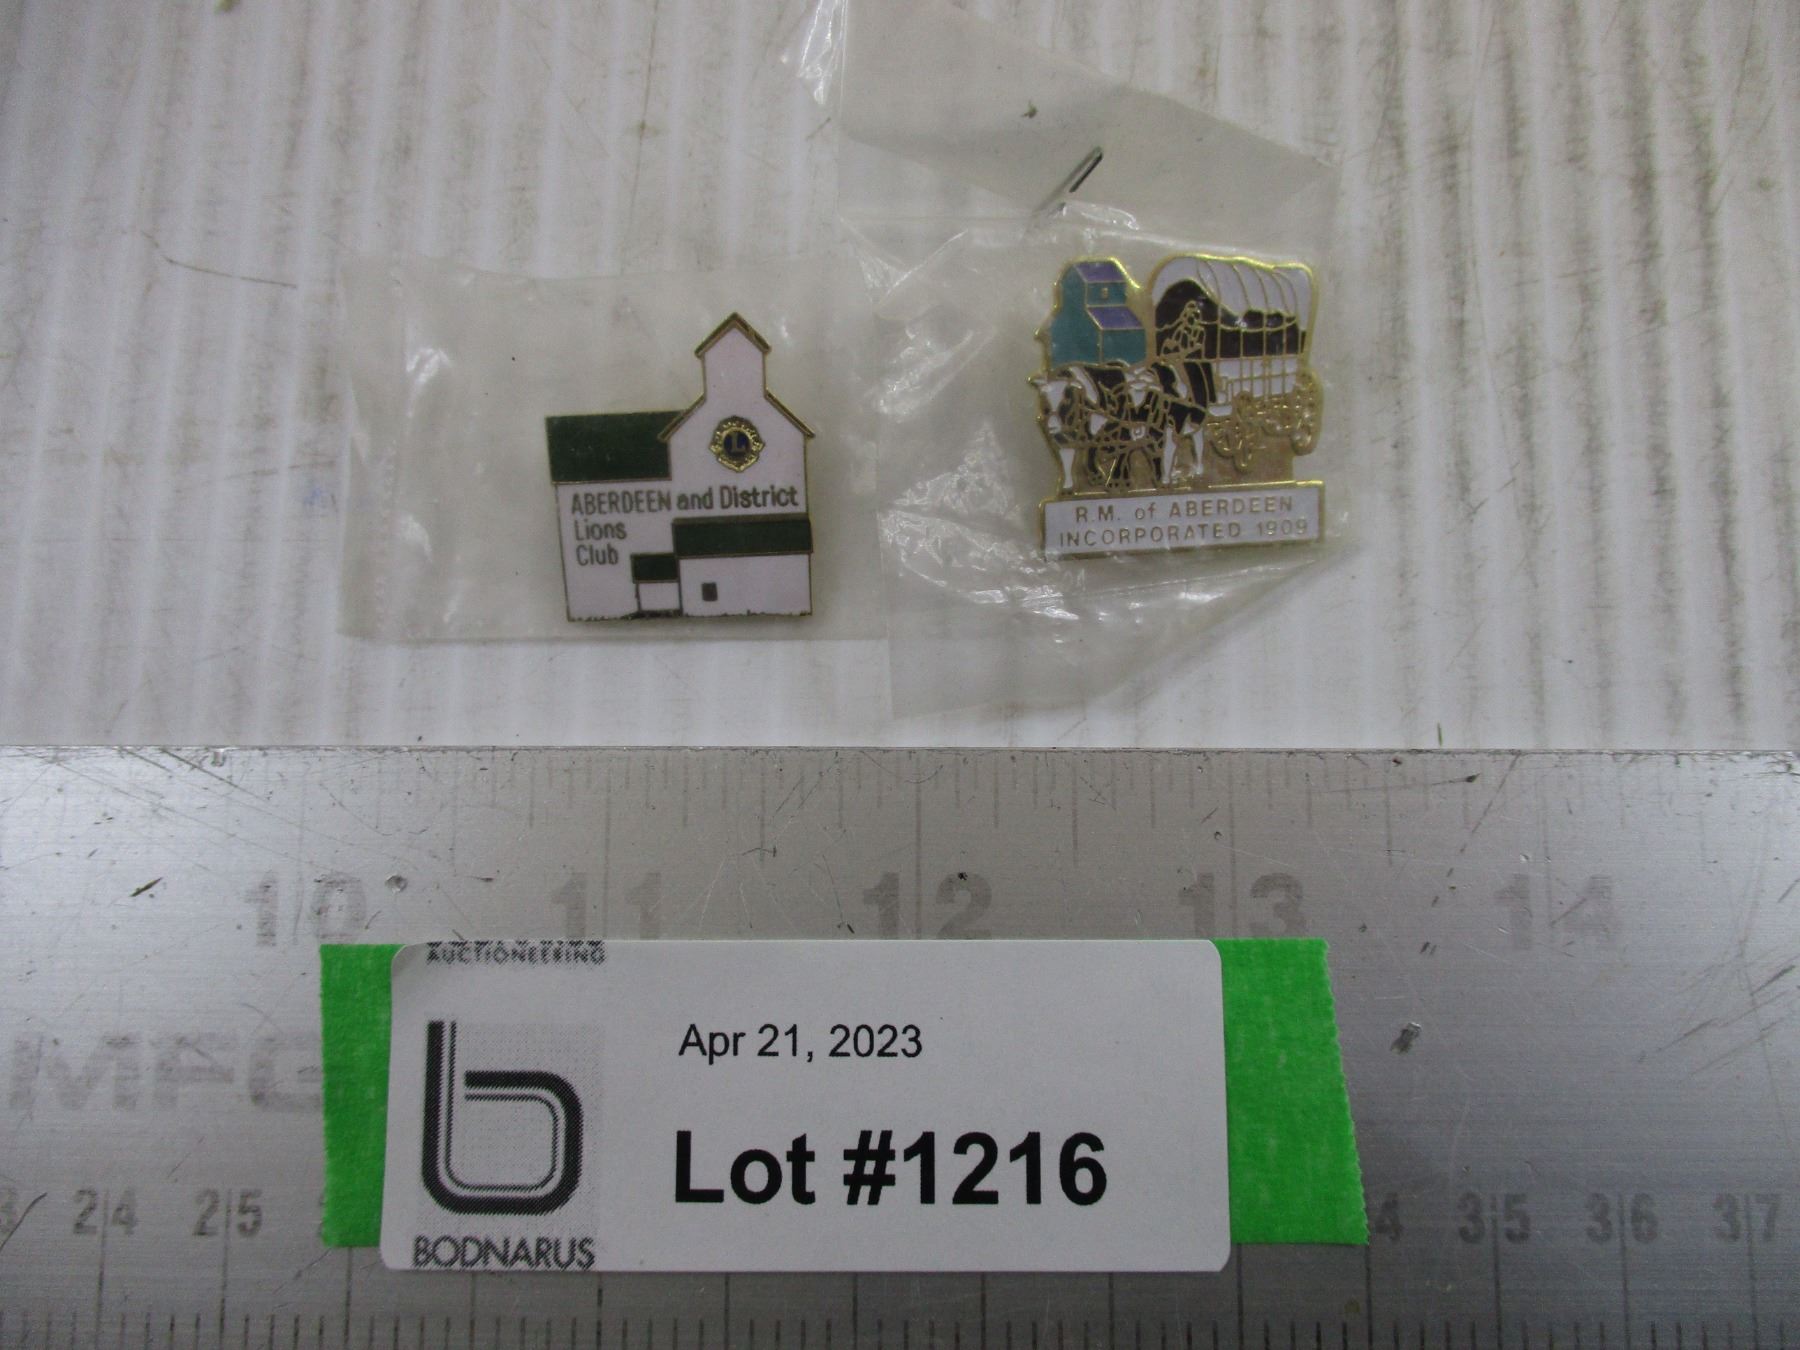 ABERDEEN and District
Lions
Club
L
R.M. of ABERDEEN
INCORPORATED 1909
10 11 12 13 14
MFG
AUCTIONEERING
Apr 21, 2023
Lot #1216
BODNARUS
24 25 35 36 37